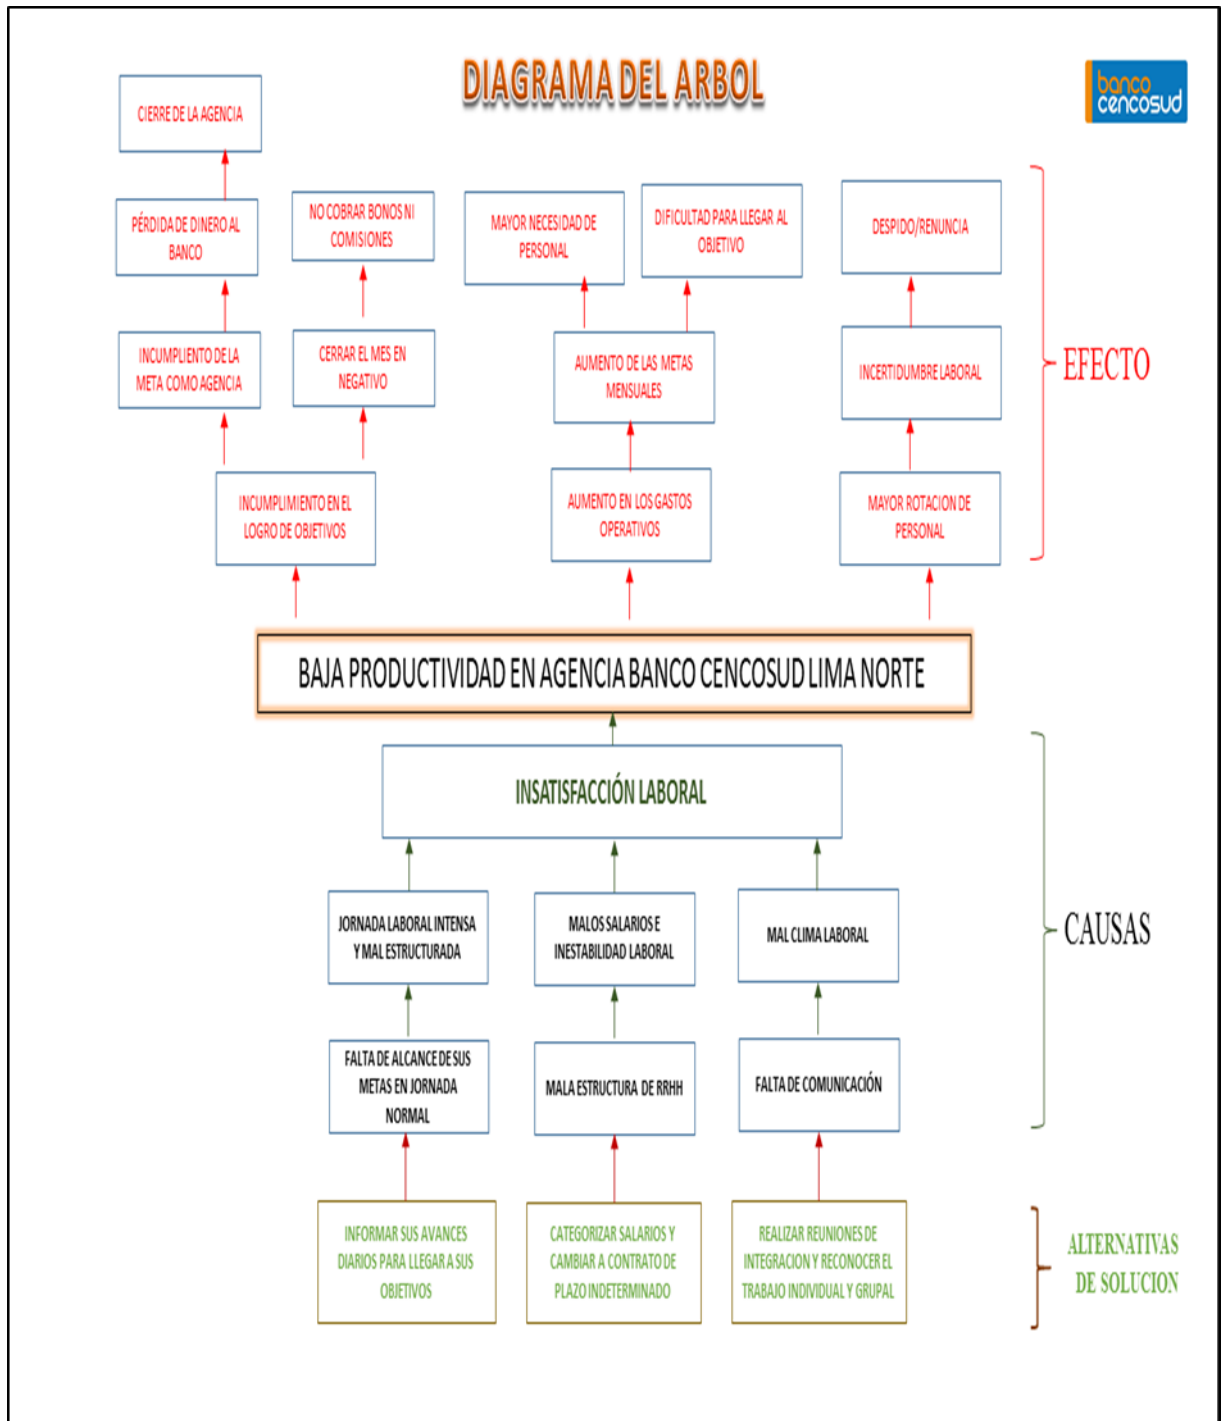 DIAGRAMA DEL ARBOL
banco
cencosud
CIERRE DE LA AGENCIA
PÉRDIDA DE DINERO AL
BANCO
NO COBRAR BONOS NI
COMISIONES
MAYOR NECESIDAD DE
PERSONAL
DIFICULTAD PARA LLEGAR AL
OBJETIVO
DESPIDO/RENUNCIA
INCUMPLIENTO DE LA
META COMO AGENCIA
CERRAR EL MES EN
NEGATIVO
AUMENTO DE LAS METAS
MENSUALES
INCERTIDUMBRE LABORAL
EFECTO
INCUMPLIMIENTO EN EL
LOGRO DE OBJETIVOS
AUMENTO EN LOS GASTOS
OPERATIVOS
MAYOR ROTACION DE
PERSONAL
BAJA PRODUCTIVIDAD EN AGENCIA BANCO CENCOSUD LIMA NORTE
INSATISFACCIÓN LABORAL
JORNADA LABORAL INTENSA
Y MAL ESTRUCTURADA
MALOS SALARIOS E
INESTABILIDAD LABORAL
MAL CLIMA LABORAL
CAUSAS
FALTA DE ALCANCE DE SUS
METAS EN JORNADA
NORMAL
MALA ESTRUCTURA DE RRHH
FALTA DE COMUNICACIÓN
INFORMAR SUS AVANCES
DIARIOS PARA LLEGAR A SUS
OBJETIVOS
CATEGORIZAR SALARIOS Y
CAMBIAR A CONTRATO DE
PLAZO INDETERMINADO
REALIZAR REUNIONES DE
INTEGRACION Y RECONOCER EL
TRABAJO INDIVIDUAL Y GRUPAL
ALTERNATIVAS
DE SOLUCION